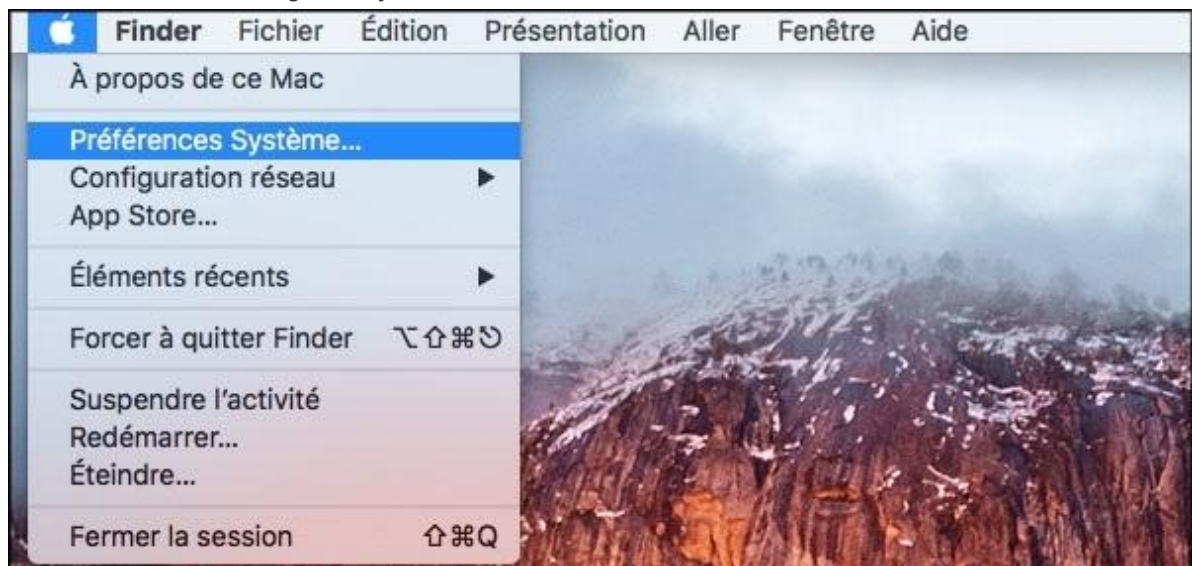 Finder Fichier Édition Présentation Aller Fenêtre Aide
À propos de ce Mac
Préférences Système...
Configuration réseau ▶
App Store...
Éléments récents ▶
Forcer à quitter Finder ⌥⇧⌘⎋
Suspendre l’activité
Redémarrer...
Éteindre...
Fermer la session ⇧⌘Q